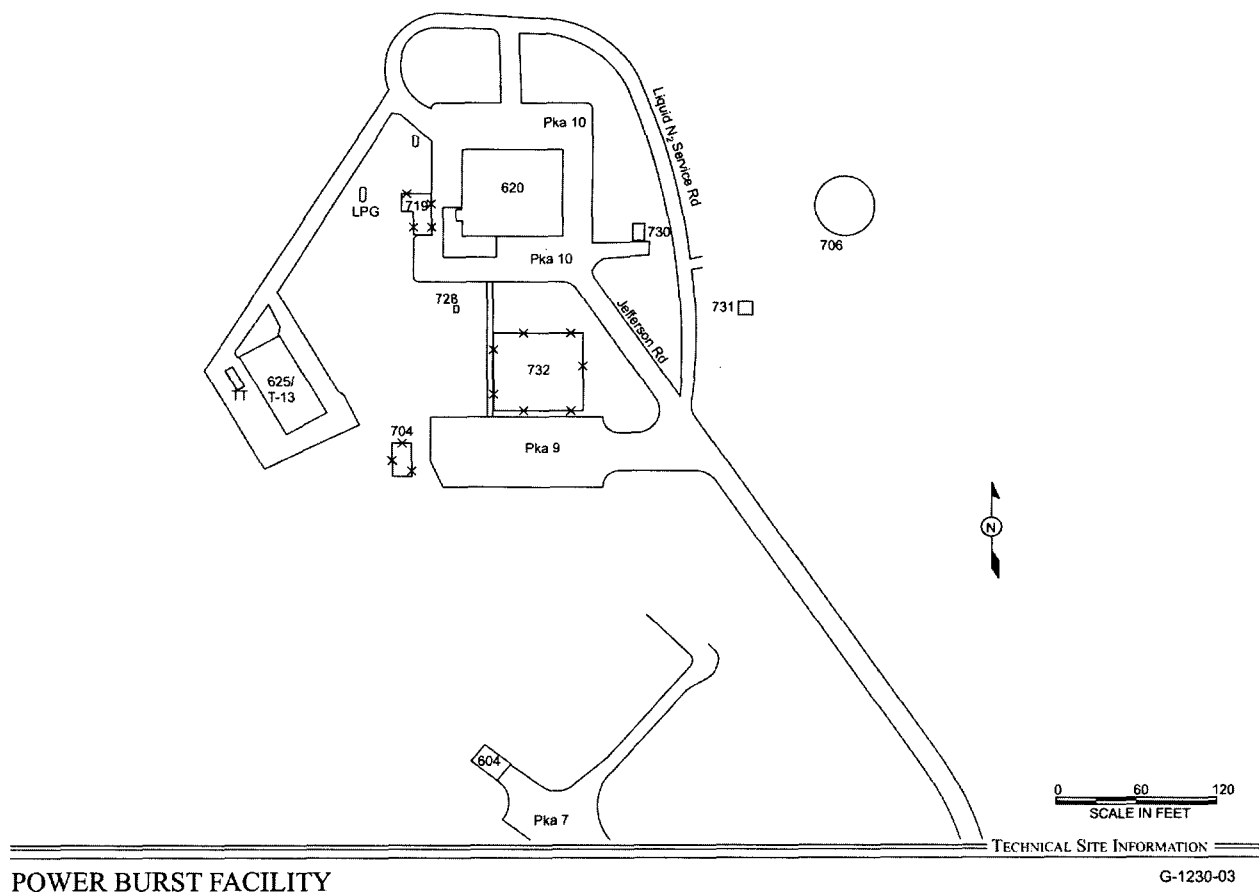 Pka 10
Liquid N₂ Service Rd
620
LPG
719
730
706
Pka 10
728
731
Jefferson Rd
732
625/
T-13
TT
704
Pka 9
N
604
Pka 7
0 60 120
SCALE IN FEET
TECHNICAL SITE INFORMATION
POWER BURST FACILITY
G-1230-03